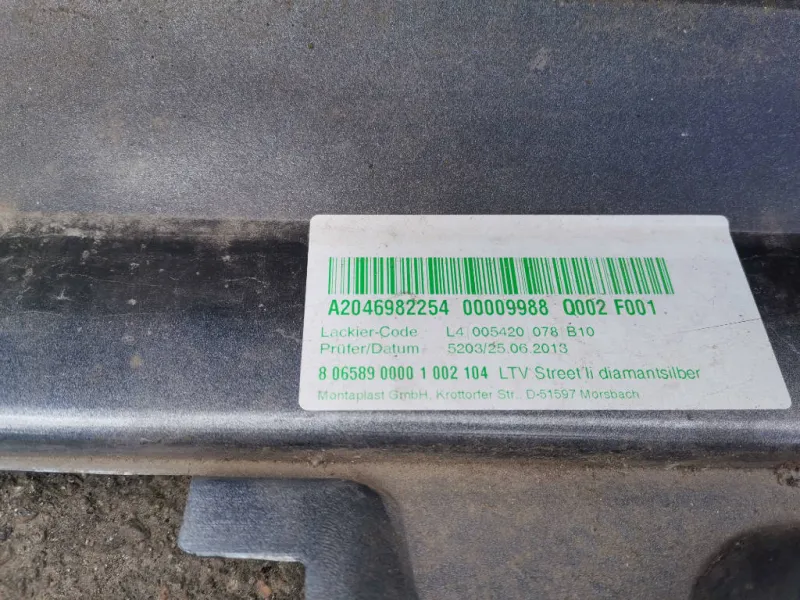 A2046982254 00009988 Q002 F001
Lackier-Code L4 005420 078 B10
Prüfer/Datum 5203/25.06.2013
8 06589 0000 1 002 104 LTV Street'li diamantsilber
Montaplast GmbH, Krottorfer Str., D-51597 Morsbach